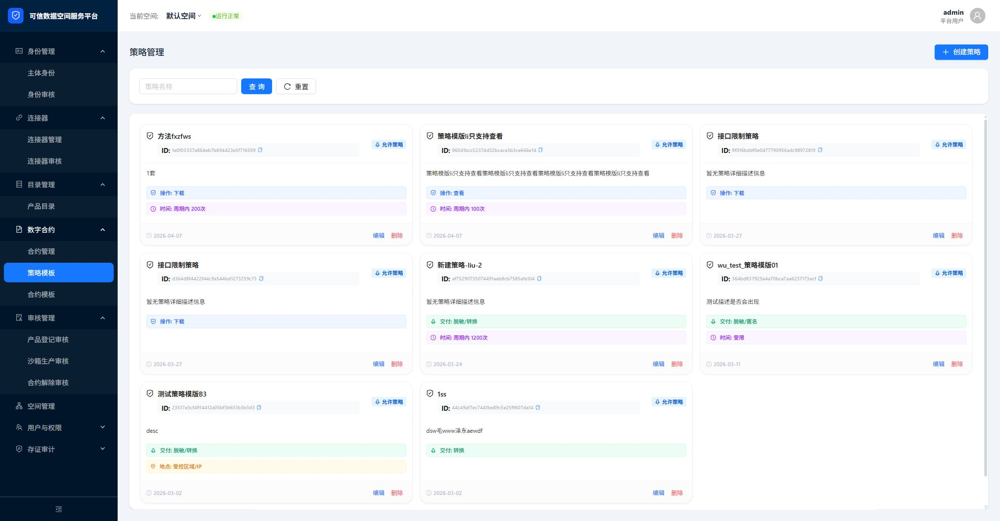 可信数据空间服务平台
当前空间: 默认空间 运行正常
admin
平台用户
身份管理
主体身份
身份审核
连接器
连接器管理
连接器审核
目录管理
产品目录
数字合约
合约管理
策略模板
合约模板
审核管理
产品登记审核
沙箱生产审核
合约解除审核
空间管理
用户与权限
存证审计
策略管理
创建策略
策略名称 查 询 重置
方法fxzfws
ID: 1e0f03337a864eb7b694423e5f716599
允许策略
1套
操作: 下载
时间: 周期内 200次
2026-04-07 编辑 删除
策略模版li只支持查看
ID: 960d1bcc52374d32bcace3b3ce666e14
允许策略
策略模版li只支持查看策略模版li只支持查看策略模版li只支持查看策略模版li只支持查看
操作: 查看
时间: 周期内 100次
2026-04-07 编辑 删除
接口限制策略
ID: 9f016bddf0e0477790956adc98972819
允许策略
暂无策略详细描述信息
操作: 下载
2026-03-27 编辑 删除
接口限制策略
ID: d364d8f4422f44c9a544bd1273259c73
允许策略
暂无策略详细描述信息
操作: 下载
2026-03-27 编辑 删除
新建策略-liu-2
ID: af75290735074491aeb8cb7585afe104
允许策略
暂无策略详细描述信息
交付: 脱敏/转换
时间: 周期内 1200次
2026-03-24 编辑 删除
wu_test_策略模版01
ID: 364bd837925e4a70bca7aa6237173ecf
允许策略
测试描述是否会出现
交付: 脱敏/匿名
时间: 受限
2026-03-11 编辑 删除
测试策略模版B3
ID: 23517e3cf4914412a05bf3b651b3b3d3
允许策略
desc
交付: 脱敏/转换
地点: 受控区域/IP
2026-03-02 编辑 删除
1ss
ID: 44c49af7ec7441be89c5e25ff607da14
允许策略
dsw毛www泽东aewdf
交付: 转换
2026-03-02 编辑 删除